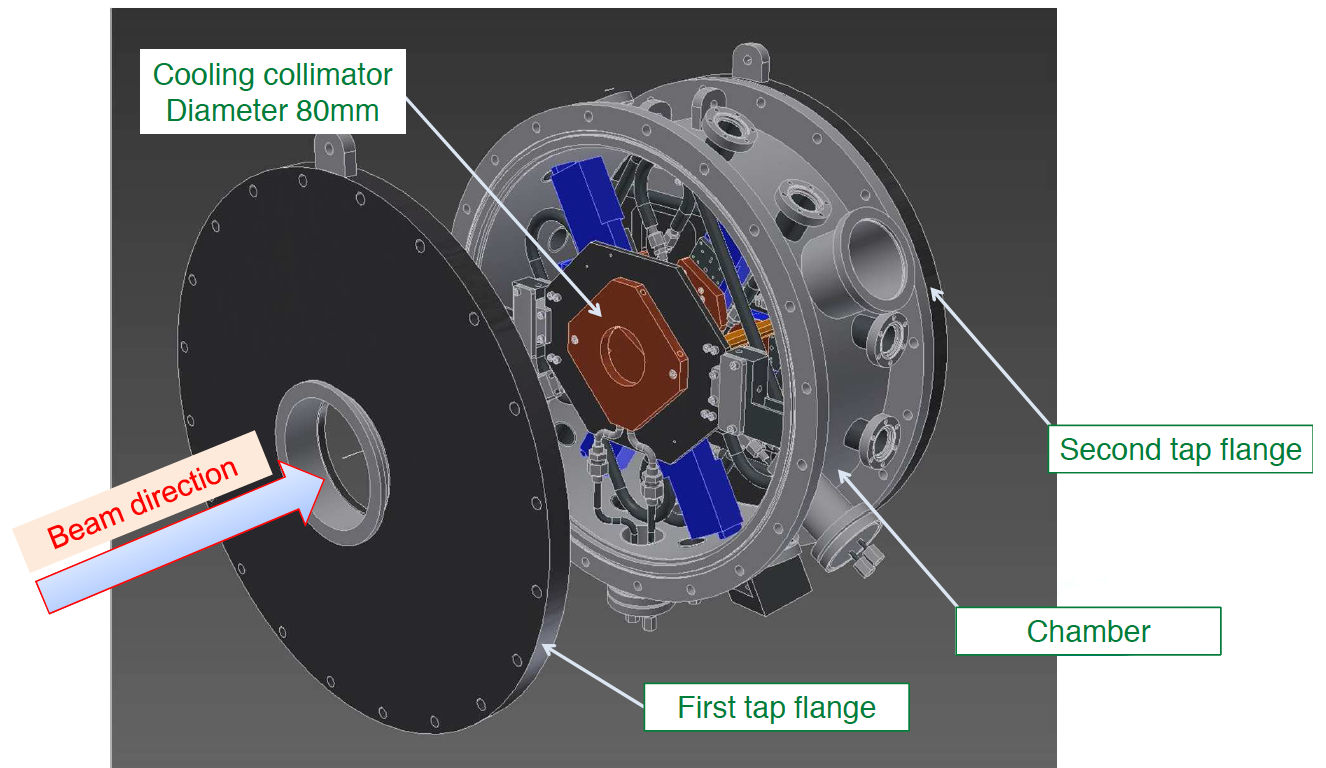 Cooling collimator
Diameter 80mm
Beam direction
Second tap flange
Chamber
First tap flange